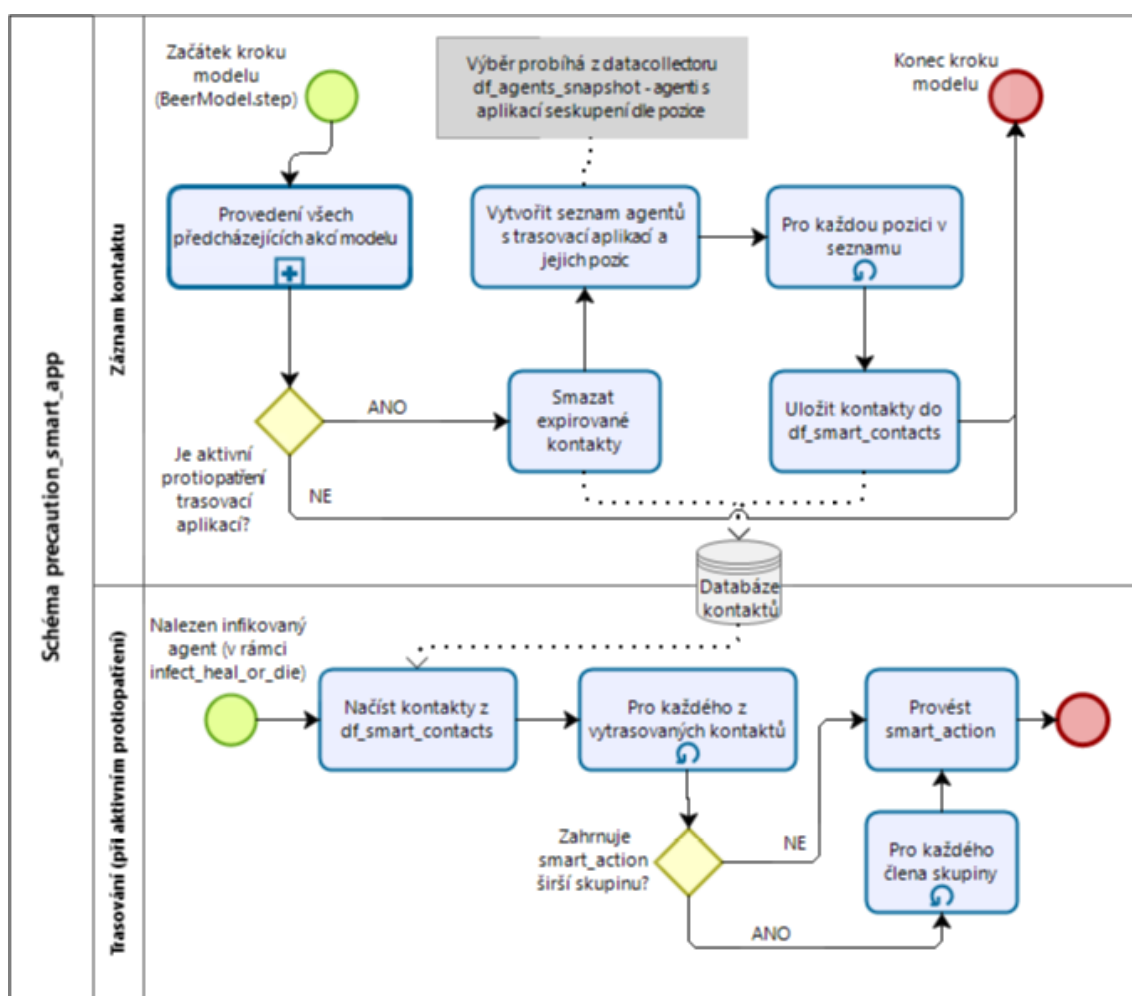 Schéma precaution_smart_app
Záznam kontaktu
Začátek kroku
modelu
(BeerModel.step)
Výběr probíhá z datacollectoru
df_agents_snapshot - agenti s
aplikací seskupení dle pozice
Konec kroku
modelu
Provedení všech
předcházejících akcí modelu
Vytvořit seznam agentů
s trasovací aplikací a
jejich pozic
Pro každou pozici v
seznamu
Je aktivní
protiopatření
trasovací
aplikací?
ANO
NE
Smazat
expirované
kontakty
Uložit kontakty do
df_smart_contacts
Databáze
kontaktů
Trasování (při aktivním protiopatření)
Nalezen infikovaný
agent (v rámci
infect_heal_or_die)
Načíst kontakty z
df_smart_contacts
Pro každého z
vytrasovaných kontaktů
Provést
smart_action
Zahrnuje
smart_action
širší skupinu?
NE
ANO
Pro každého
člena skupiny